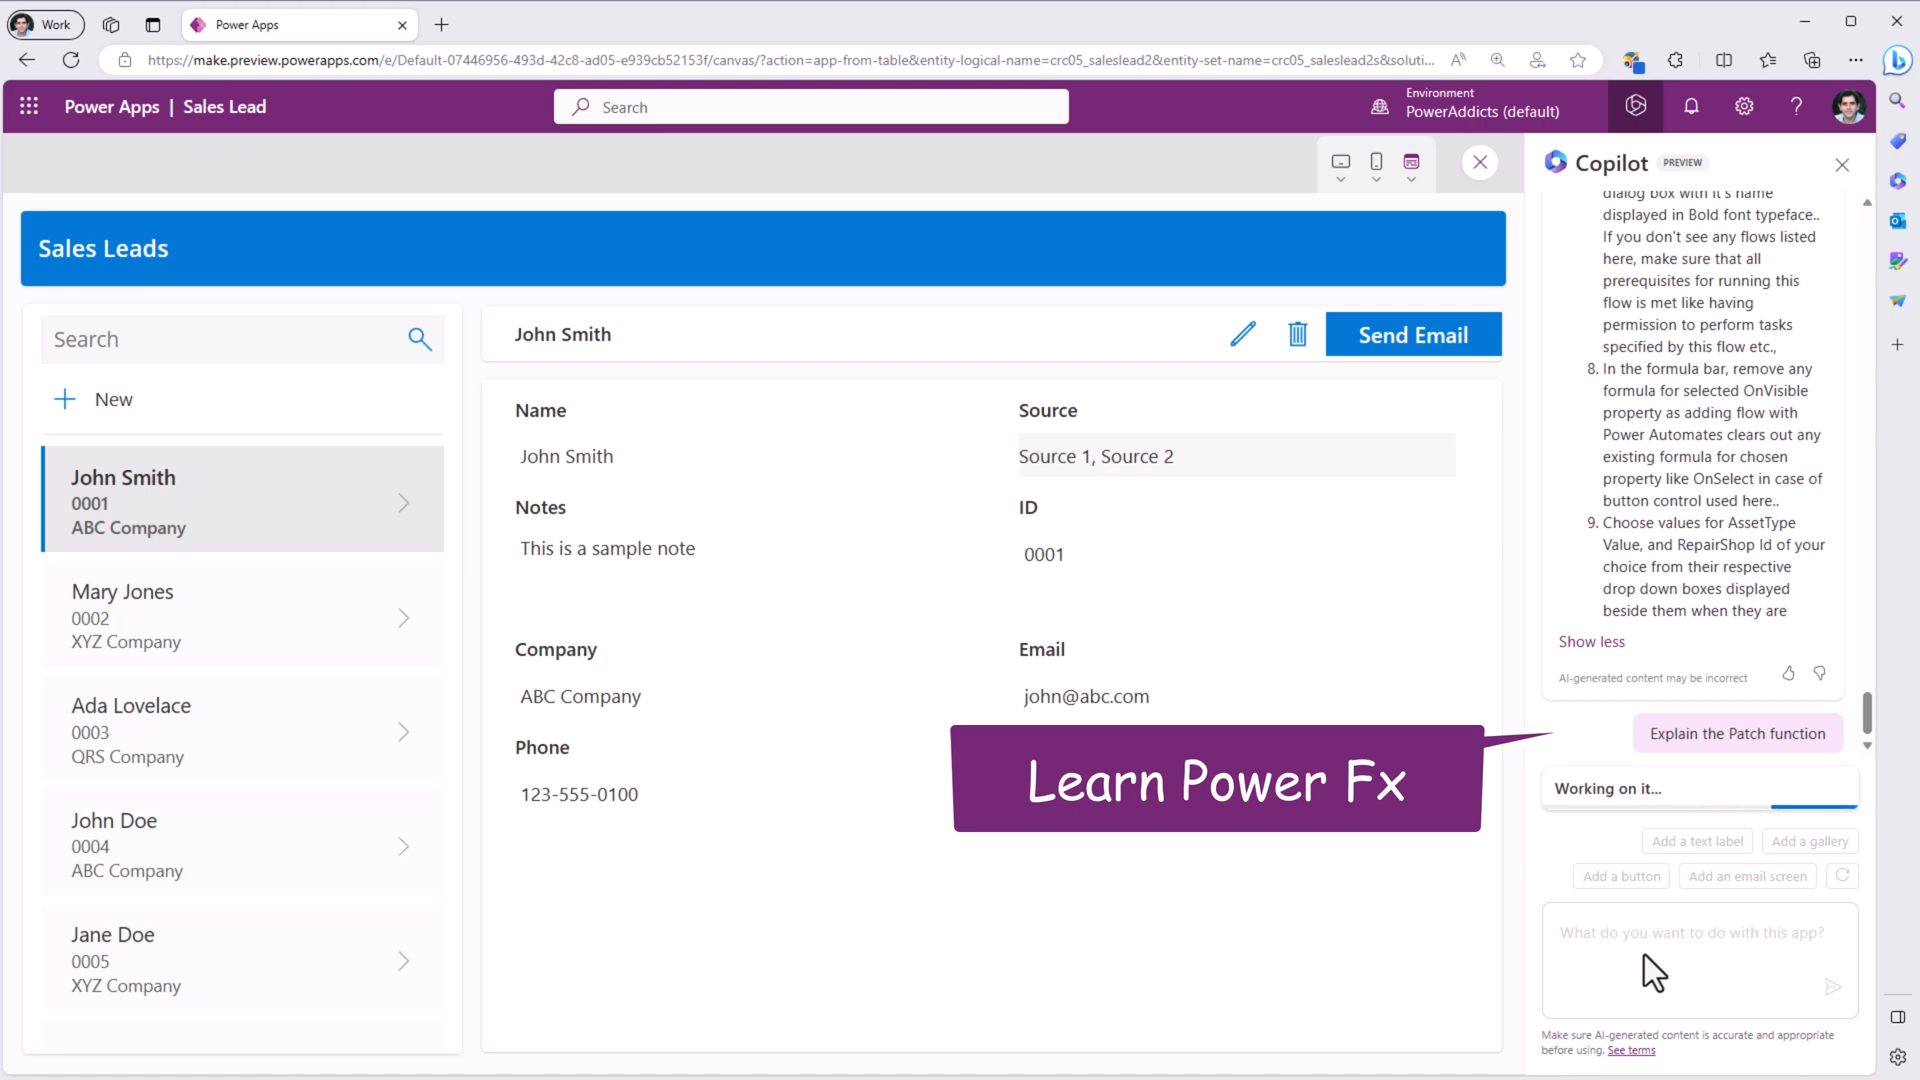 Work
Power Apps
https://make.preview.powerapps.com/e/Default-07446956-493d-42c8-ad05-e939cb52153f/canvas/?action=app-from-table&entity-logical-name=crc05_saleslead2&entity-set-name=crc05_saleslead2s&soluti...
Power Apps | Sales Lead
Search
Environment
PowerAddicts (default)
Sales Leads
Search
New
John Smith
0001
ABC Company
Mary Jones
0002
XYZ Company
Ada Lovelace
0003
QRS Company
John Doe
0004
ABC Company
Jane Doe
0005
XYZ Company
John Smith
Send Email
Name
John Smith
Source
Source 1, Source 2
Notes
This is a sample note
ID
0001
Company
ABC Company
Email
john@abc.com
Phone
123-555-0100
Learn Power Fx
Copilot PREVIEW
dialog box with it's name
displayed in Bold font typeface..
If you don't see any flows listed
here, make sure that all
prerequisites for running this
flow is met like having
permission to perform tasks
specified by this flow etc.,
8. In the formula bar, remove any
formula for selected OnVisible
property as adding flow with
Power Automates clears out any
existing formula for chosen
property like OnSelect in case of
button control used here..
9. Choose values for AssetType
Value, and RepairShop Id of your
choice from their respective
drop down boxes displayed
beside them when they are
Show less
AI-generated content may be incorrect
Explain the Patch function
Working on it...
Add a text label
Add a gallery
Add a button
Add an email screen
What do you want to do with this app?
Make sure AI-generated content is accurate and appropriate
before using. See terms